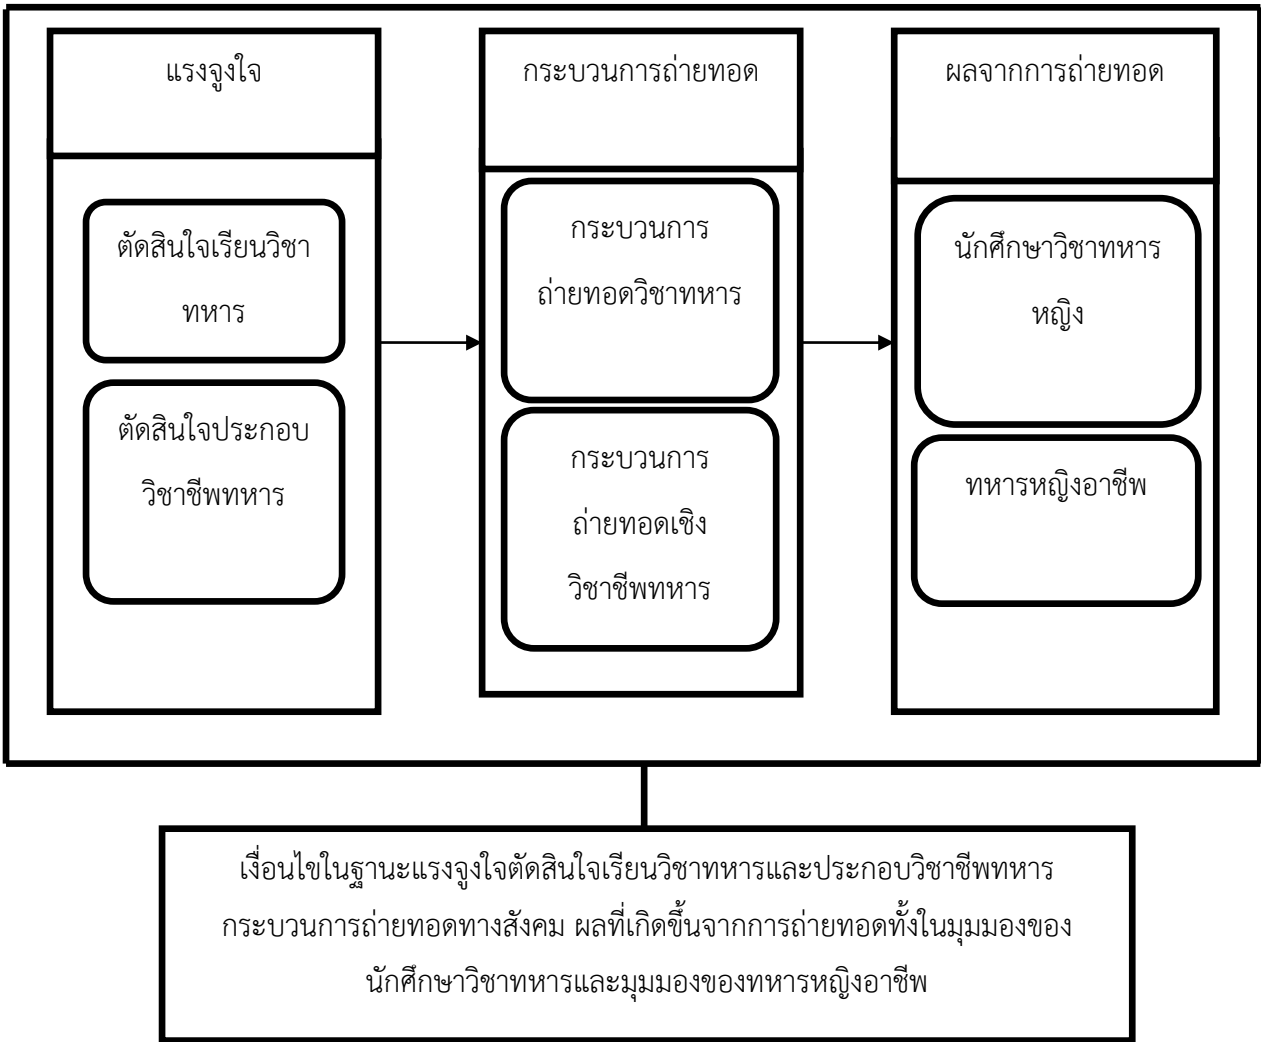 แรงจูงใจ
ตัดสินใจเรียนวิชา
ทหาร
ตัดสินใจประกอบ
วิชาชีพทหาร
กระบวนการถ่ายทอด
กระบวนการ
ถ่ายทอดวิชาทหาร
กระบวนการ
ถ่ายทอดเชิง
วิชาชีพทหาร
ผลจากการถ่ายทอด
นักศึกษาวิชาทหาร
หญิง
ทหารหญิงอาชีพ
เงื่อนไขในฐานะแรงจูงใจตัดสินใจเรียนวิชาทหารและประกอบวิชาชีพทหาร
กระบวนการถ่ายทอดทางสังคม ผลที่เกิดขึ้นจากการถ่ายทอดทั้งในมุมมองของ
นักศึกษาวิชาทหารและมุมมองของทหารหญิงอาชีพ